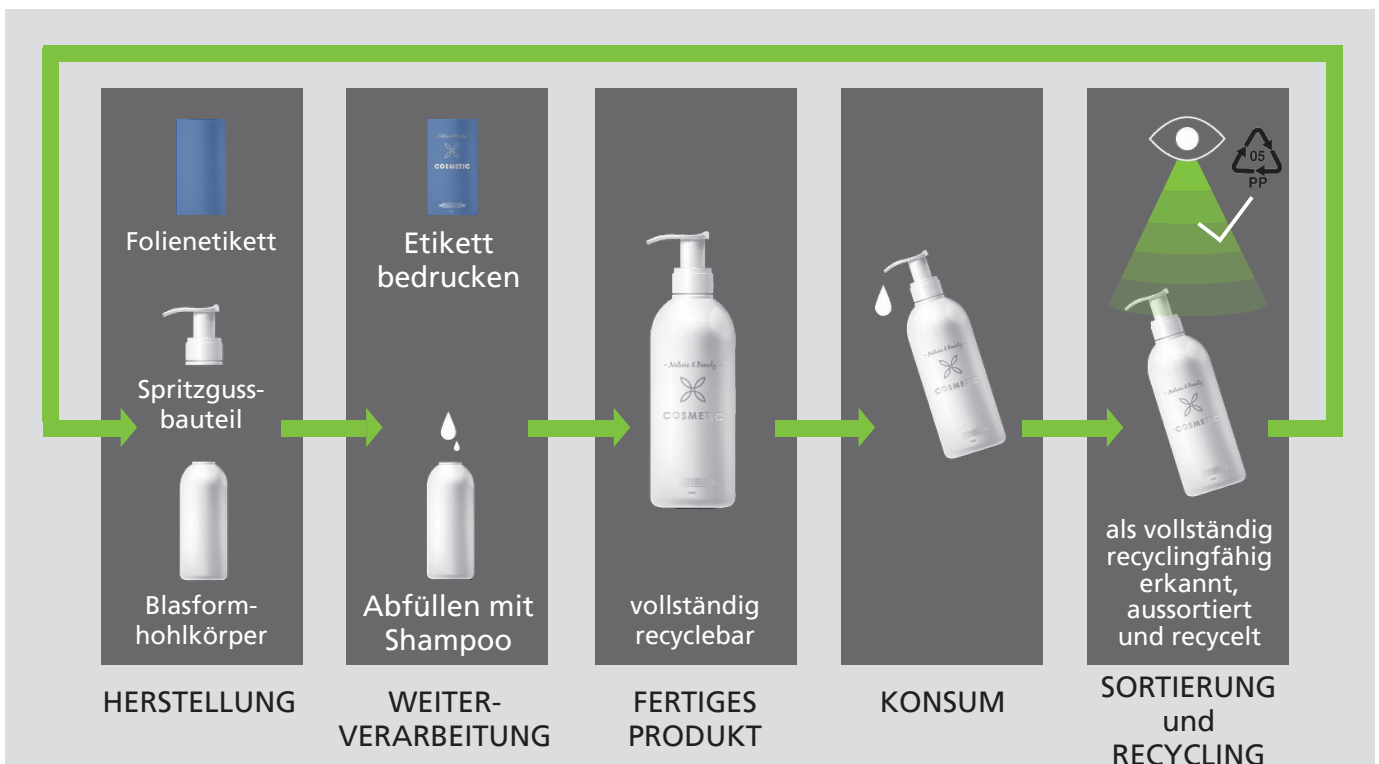 Folienetikett
Spritzguss-
bauteil
Blasform-
hohlkörper
HERSTELLUNG
Nature & Beauty
COSMETIC
Etikett
bedrucken
Abfüllen mit
Shampoo
WEITER-
VERARBEITUNG
- Nature & Beauty -
COSMETIC
vollständig
recyclebar
FERTIGES
PRODUKT
- Nature & Beauty -
COSMETIC
KONSUM
05
PP
- Nature & Beauty -
COSMETIC
als vollständig
recyclingfähig
erkannt,
aussortiert
und recycelt
SORTIERUNG
und
RECYCLING